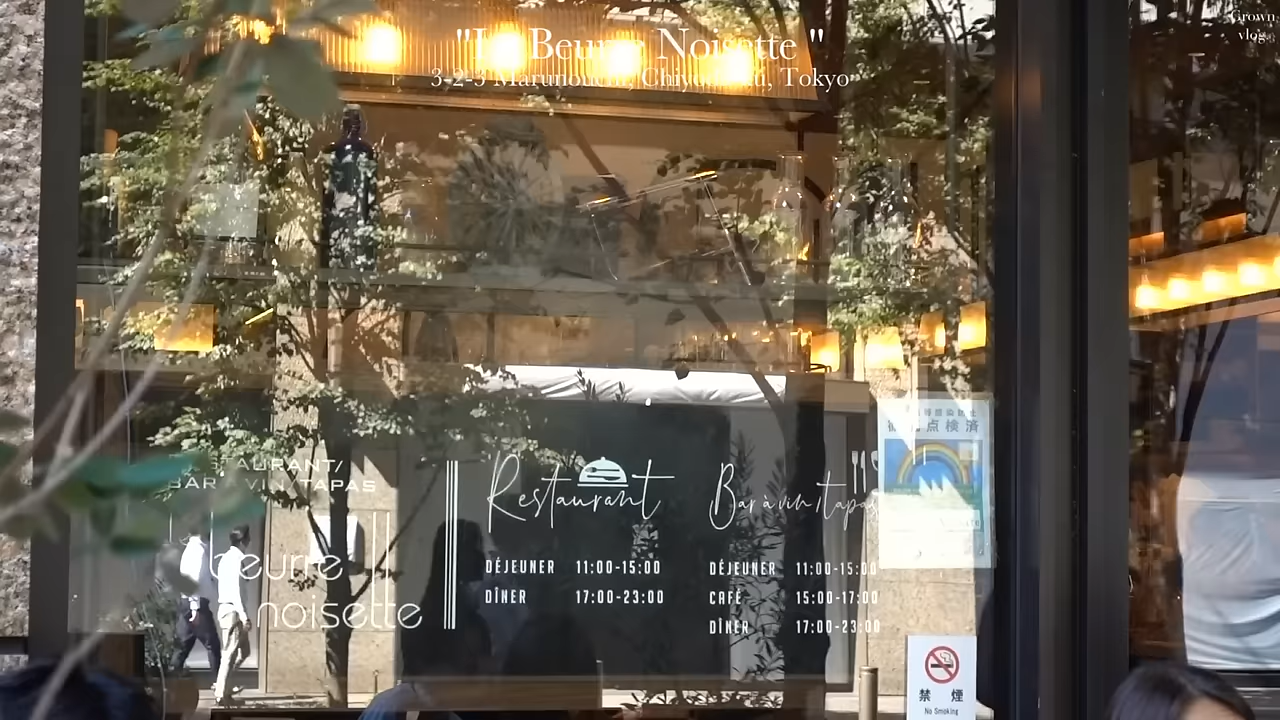 "L Beurre Noisette "
3-2-3 Marunouchi, Chiyoda-ku, Tokyo
Crown
vlog
AURANT/
BAR À VIN/TAPAS
beurre
noisette
Restaurant
DÉJEUNER 11:00-15:00
DÎNER 17:00-23:00
Bar à vin/tapas
DÉJEUNER 11:00-15:00
CAFÉ 15:00-17:00
DÎNER 17:00-23:00
点検済
禁煙
No Smoking